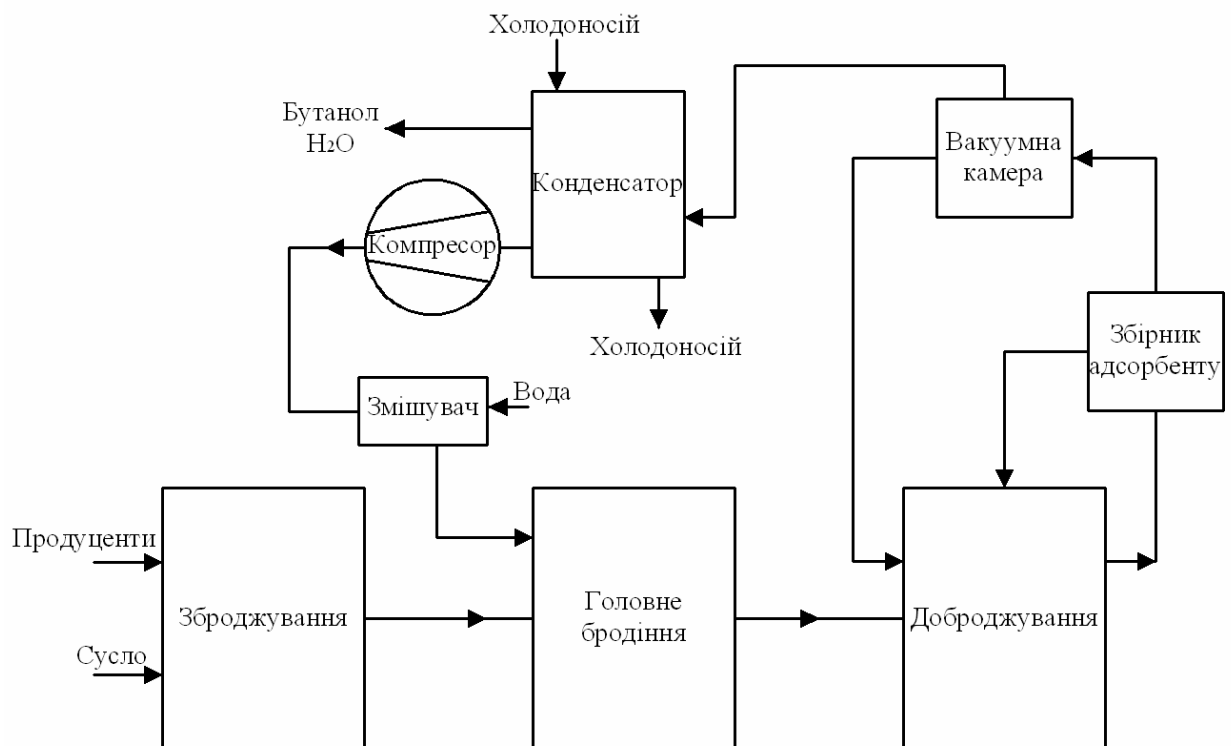 Холодоносій
Бутанол
H₂O
Конденсатор
Вакуумна
камера
Компресор
Холодоносій
Збірник
адсорбенту
Змішувач
Вода
Продуценти
Зброджування
Головне
бродіння
Доброджування
Сусло